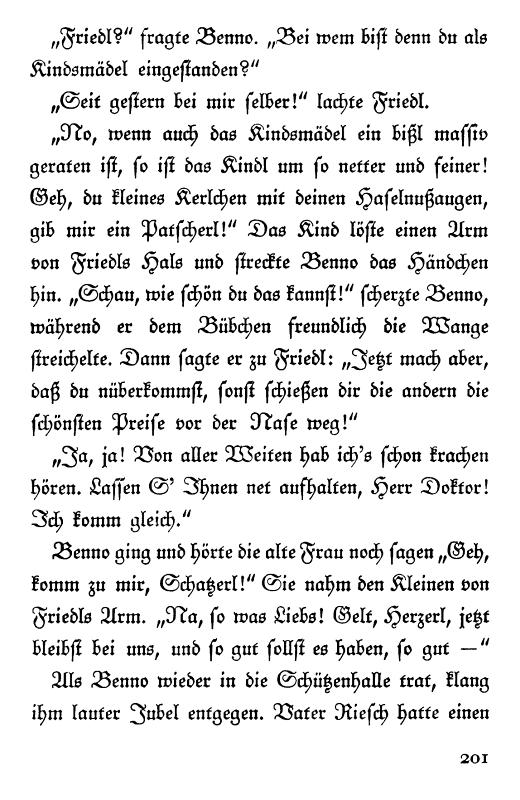 „Friedl?“ fragte Benno. „Bei wem bist denn du als
Kindsmädel eingestanden?“
„Seit gestern bei mir selber!“ lachte Friedl.
„No, wenn auch das Kindsmädel ein bißl massiv
geraten ist, so ist das Kindl um so netter und feiner!
Geh, du kleines Kerlchen mit deinen Haselnußaugen,
gib mir ein Patscherl!“ Das Kind löste einen Arm
von Friedls Hals und streckte Benno das Händchen
hin. „Schau, wie schön du das kannst!“ scherzte Benno,
während er dem Bübchen freundlich die Wange
streichelte. Dann sagte er zu Friedl: „Jetzt mach aber,
daß du nüberkommst, sonst schießen dir die andern die
schönsten Preise vor der Nase weg!“
„Ja, ja! Von aller Weiten hab ich’s schon krachen
hören. Lassen S’ Ihnen net aufhalten, Herr Doktor!
Ich komm gleich.“
Benno ging und hörte die alte Frau noch sagen „Geh,
komm zu mir, Schatzerl!“ Sie nahm den Kleinen von
Friedls Arm. „Na, so was Liebs! Gelt, Herzerl, jetzt
bleibst bei uns, und so gut sollst es haben, so gut —“
Als Benno wieder in die Schützenhalle trat, klang
ihm lauter Jubel entgegen. Vater Riesch hatte einen
201